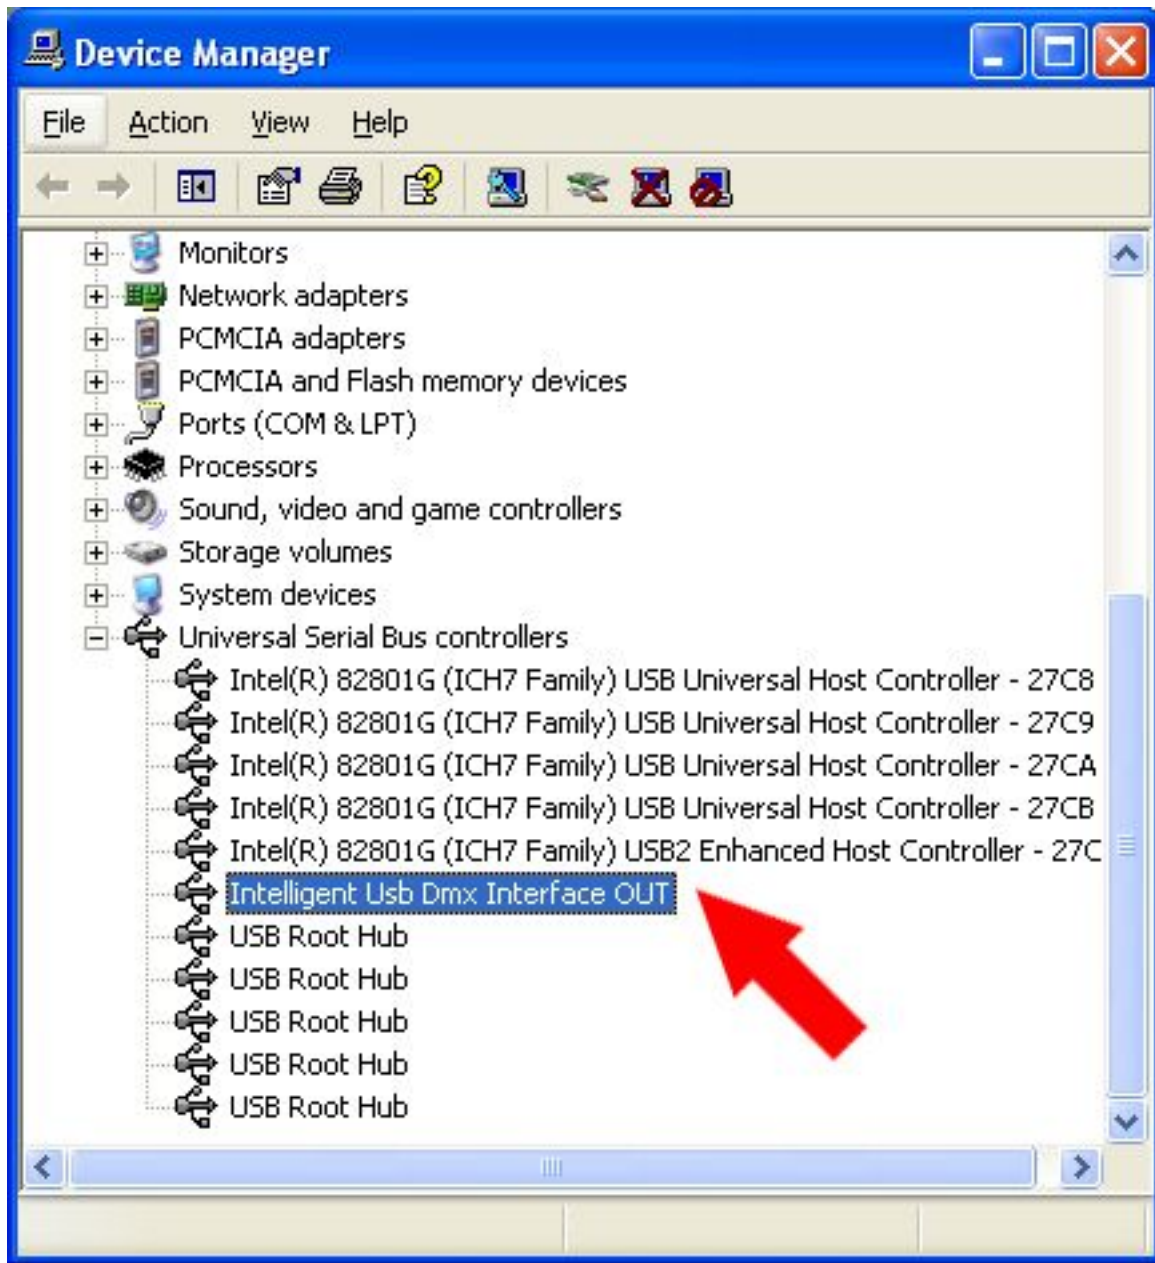 Device Manager
File Action View Help
Monitors
Network adapters
PCMCIA adapters
PCMCIA and Flash memory devices
Ports (COM & LPT)
Processors
Sound, video and game controllers
Storage volumes
System devices
Universal Serial Bus controllers
Intel(R) 82801G (ICH7 Family) USB Universal Host Controller - 27C8
Intel(R) 82801G (ICH7 Family) USB Universal Host Controller - 27C9
Intel(R) 82801G (ICH7 Family) USB Universal Host Controller - 27CA
Intel(R) 82801G (ICH7 Family) USB Universal Host Controller - 27CB
Intel(R) 82801G (ICH7 Family) USB2 Enhanced Host Controller - 27C
Intelligent Usb Dmx Interface OUT
USB Root Hub
USB Root Hub
USB Root Hub
USB Root Hub
USB Root Hub